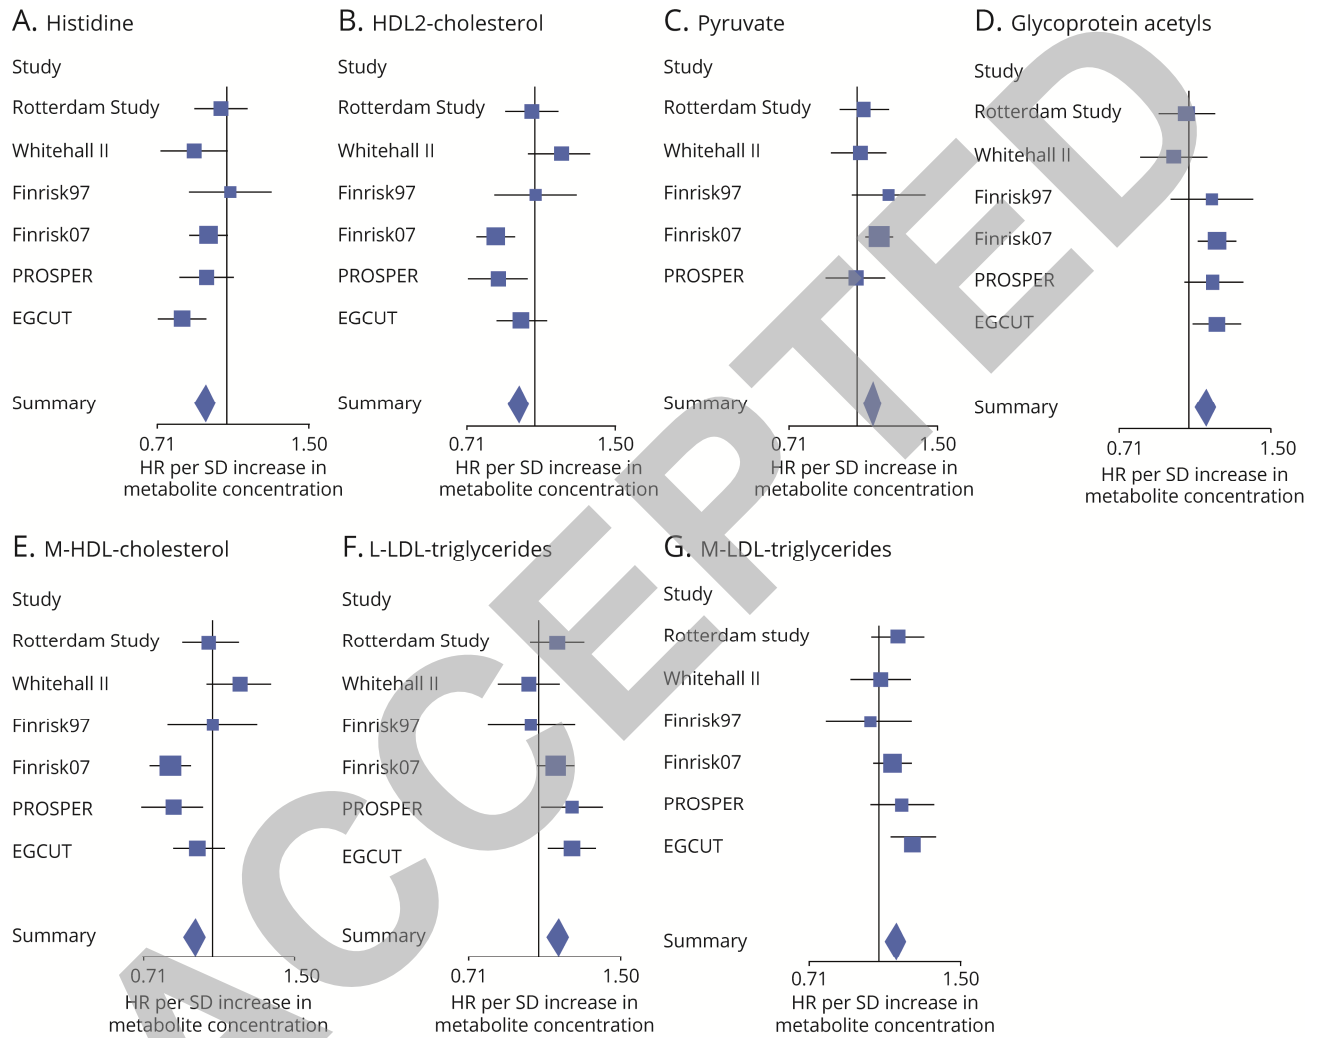 A. Histidine
Study
Rotterdam Study
Whitehall II
Finrisk97
Finrisk07
PROSPER
EGCUT
Summary
0.71 1.50
HR per SD increase in
metabolite concentration
B. HDL2-cholesterol
Study
Rotterdam Study
Whitehall II
Finrisk97
Finrisk07
PROSPER
EGCUT
Summary
0.71 1.50
HR per SD increase in
metabolite concentration
C. Pyruvate
Study
Rotterdam Study
Whitehall II
Finrisk97
Finrisk07
PROSPER
Summary
0.71 1.50
HR per SD increase in
metabolite concentration
D. Glycoprotein acetyls
Study
Rotterdam Study
Whitehall II
Finrisk97
Finrisk07
PROSPER
EGCUT
Summary
0.71 1.50
HR per SD increase in
metabolite concentration
E. M-HDL-cholesterol
Study
Rotterdam Study
Whitehall II
Finrisk97
Finrisk07
PROSPER
EGCUT
Summary
0.71 1.50
HR per SD increase in
metabolite concentration
F. L-LDL-triglycerides
Study
Rotterdam Study
Whitehall II
Finrisk97
Finrisk07
PROSPER
EGCUT
Summary
0.71 1.50
HR per SD increase in
metabolite concentration
G. M-LDL-triglycerides
Study
Rotterdam study
Whitehall II
Finrisk97
Finrisk07
PROSPER
EGCUT
Summary
0.71 1.50
HR per SD increase in
metabolite concentration
ACCEPTED